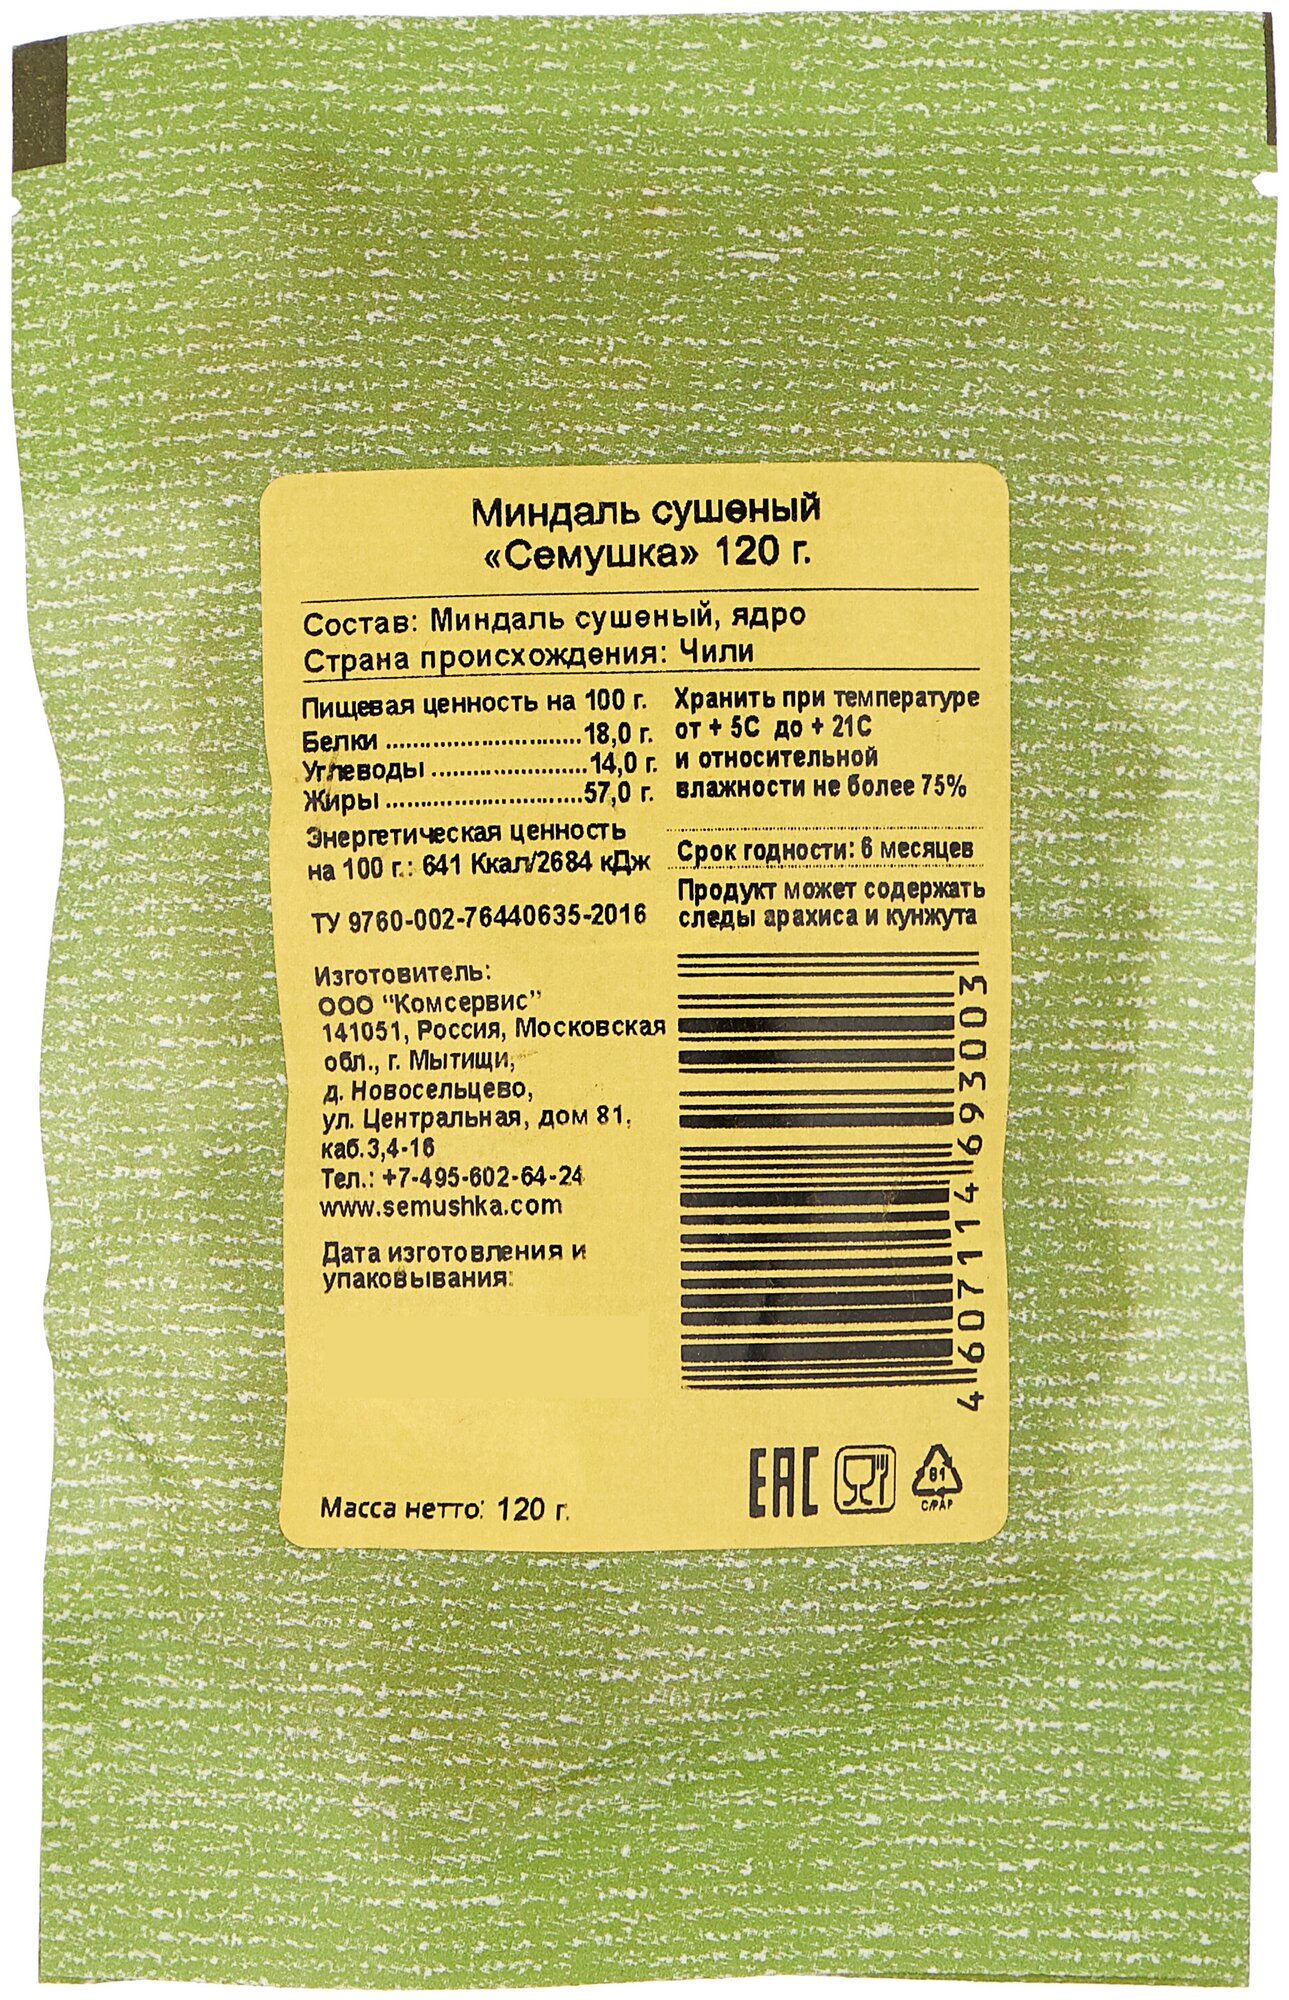 Миндаль сушеный
«Семушка» 120 г.
Состав: Миндаль сушеный, ядро
Страна происхождения: Чили
Пищевая ценность на 100 г.
Белки ............................ 18,0 г.
Углеводы ...................... 14,0 г.
Жиры ............................ 57,0 г.
Энергетическая ценность
на 100 г.: 641 Ккал/2684 кДж
ТУ 9760-002-76440635-2016
Изготовитель:
ООО "Комсервис"
141051, Россия, Московская
обл., г. Мытищи,
д. Новосельцево,
ул. Центральная, дом 81,
каб.3,4-16
Тел.: +7-495-602-64-24
www.semushka.com
Дата изготовления и
упаковывания:
Масса нетто: 120 г.
Хранить при температуре
от + 5С до + 21С
и относительной
влажности не более 75%
Срок годности: 6 месяцев
Продукт может содержать
следы арахиса и кунжута
4607114693003
EAC
81
C/PAP